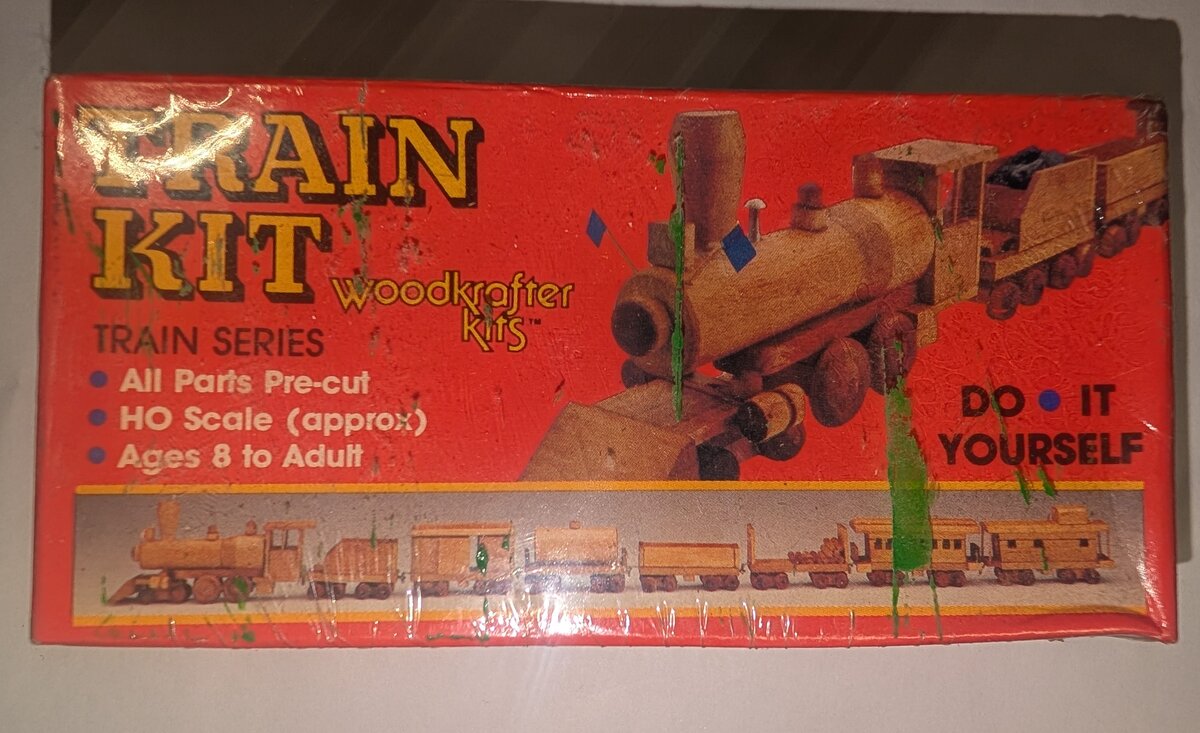 TRAIN
KIT
woodkrafter
kits™
TRAIN SERIES
• All Parts Pre-cut
• HO Scale (approx)
• Ages 8 to Adult
DO • IT
YOURSELF